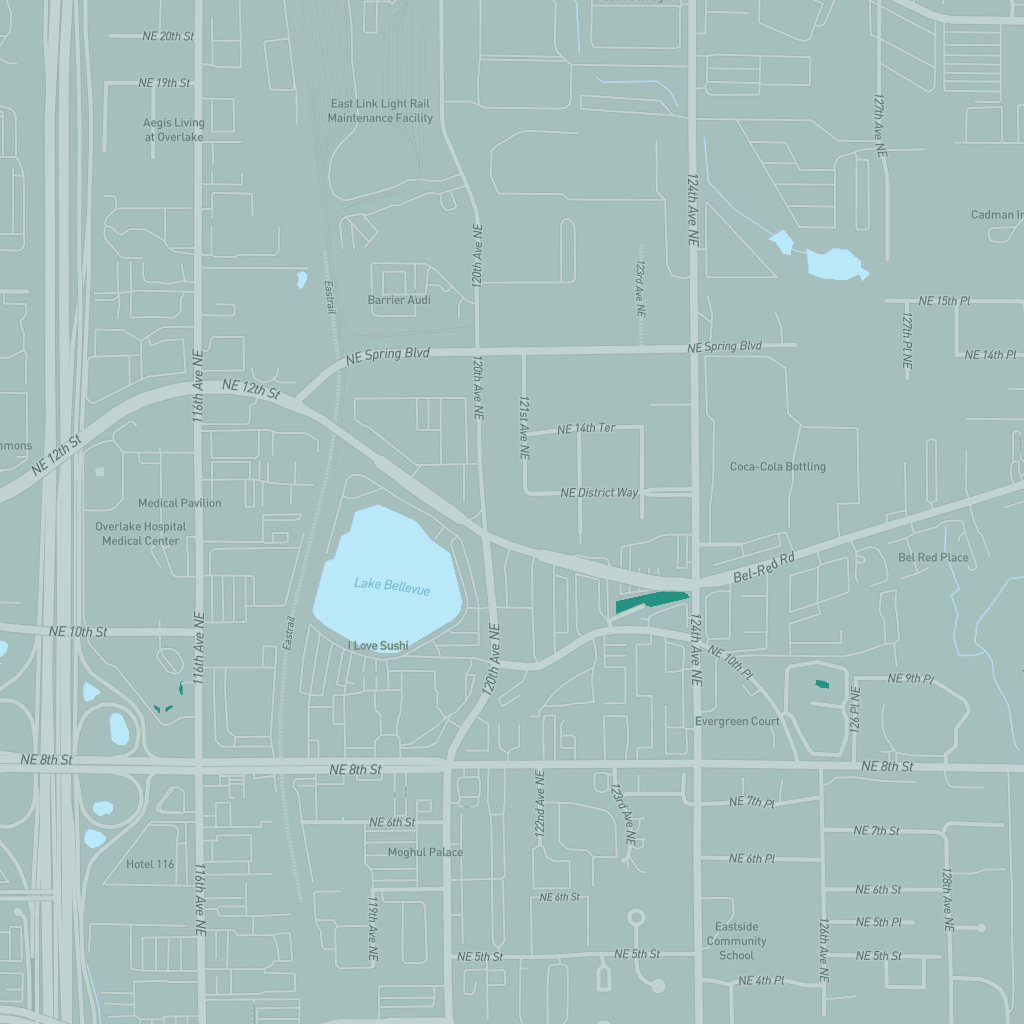 NE 20th St
NE 19th St
Aegis Living
at Overlake
East Link Light Rail
Maintenance Facility
127th Ave NE
124th Ave NE
Cadman In
120th Ave NE
123rd Ave NE
Eastrail
Barrier Audi
NE 15th Pl
127th Pl NE
NE 14th Pl
NE Spring Blvd
NE Spring Blvd
116th Ave NE
NE 12th St
120th Ave NE
121st Ave NE
NE 14th Ter
mmons
NE 12th St
Coca-Cola Bottling
Medical Pavilion
NE District Way
Overlake Hospital
Medical Center
Bel-Red Rd
Bel Red Place
Lake Bellevue
Eastrail
NE 10th St
116th Ave NE
I Love Sushi
120th Ave NE
124th Ave NE
NE 10th Pl
NE 9th Pl
126 Pl NE
Evergreen Court
NE 8th St
NE 8th St
NE 8th St
122nd Ave NE
123rd Ave NE
NE 7th Pl
NE 6th St
NE 7th St
Moghul Palace
NE 6th Pl
Hotel 116
116th Ave NE
119th Ave NE
NE 6th St
NE 6th St
128th Ave NE
Eastside
Community
School
126th Ave NE
NE 5th Pl
NE 5th St
NE 5th St
NE 5th St
NE 4th Pl